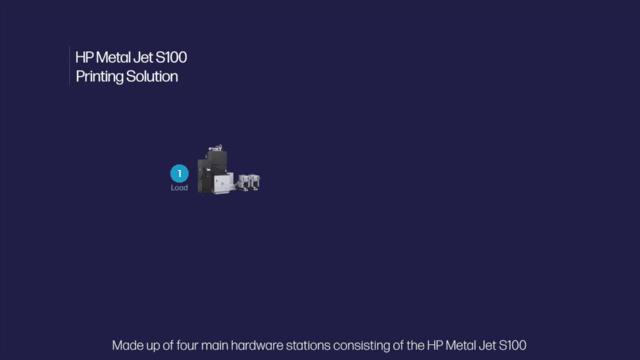 HP Metal Jet S100
Printing Solution
1
Load
Made up of four main hardware stations consisting of the HP Metal Jet S100